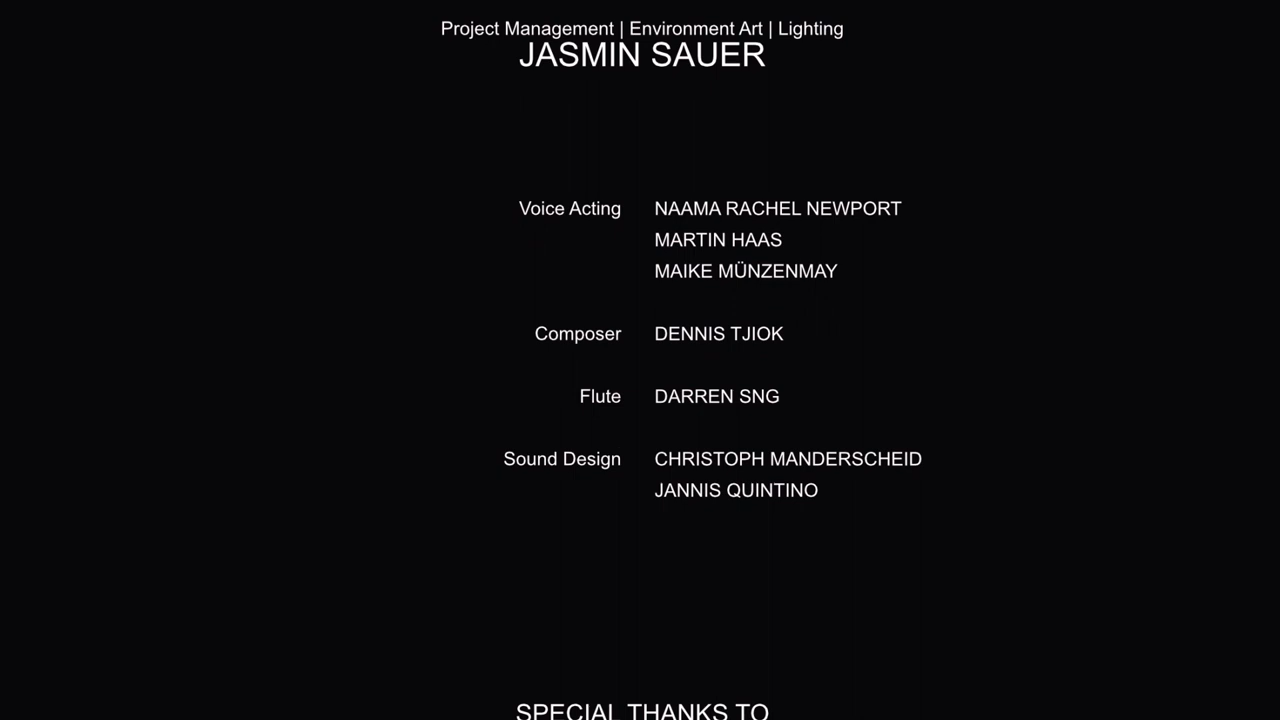 Project Management | Environment Art | Lighting
JASMIN SAUER
Voice Acting NAAMA RACHEL NEWPORT
MARTIN HAAS
MAIKE MÜNZENMAY
Composer DENNIS TJIOK
Flute DARREN SNG
Sound Design CHRISTOPH MANDERSCHEID
JANNIS QUINTINO
SPECIAL THANKS TO